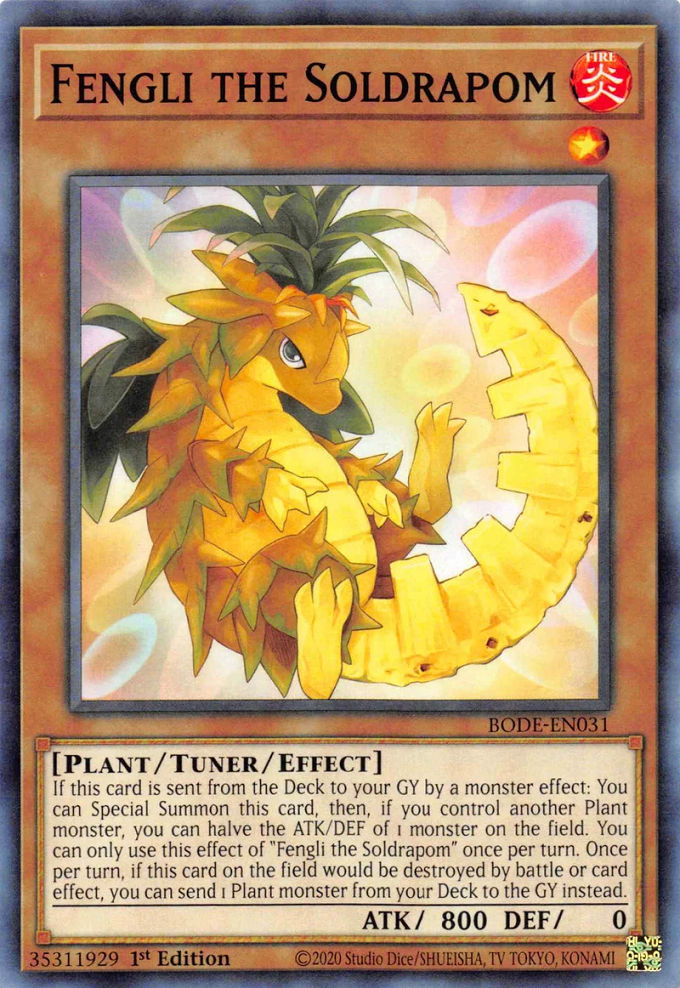 FENGLI THE SOLDRAPOM
FIRE
炎
BODE-EN031
[PLANT/TUNER/EFFECT]
If this card is sent from the Deck to your GY by a monster effect: You
can Special Summon this card, then, if you control another Plant
monster, you can halve the ATK/DEF of 1 monster on the field. You
can only use this effect of "Fengli the Soldrapom" once per turn. Once
per turn, if this card on the field would be destroyed by battle or card
effect, you can send 1 Plant monster from your Deck to the GY instead.
ATK/ 800 DEF/ 0
35311929 1st Edition ©2020 Studio Dice/SHUEISHA, TV TOKYO, KONAMI